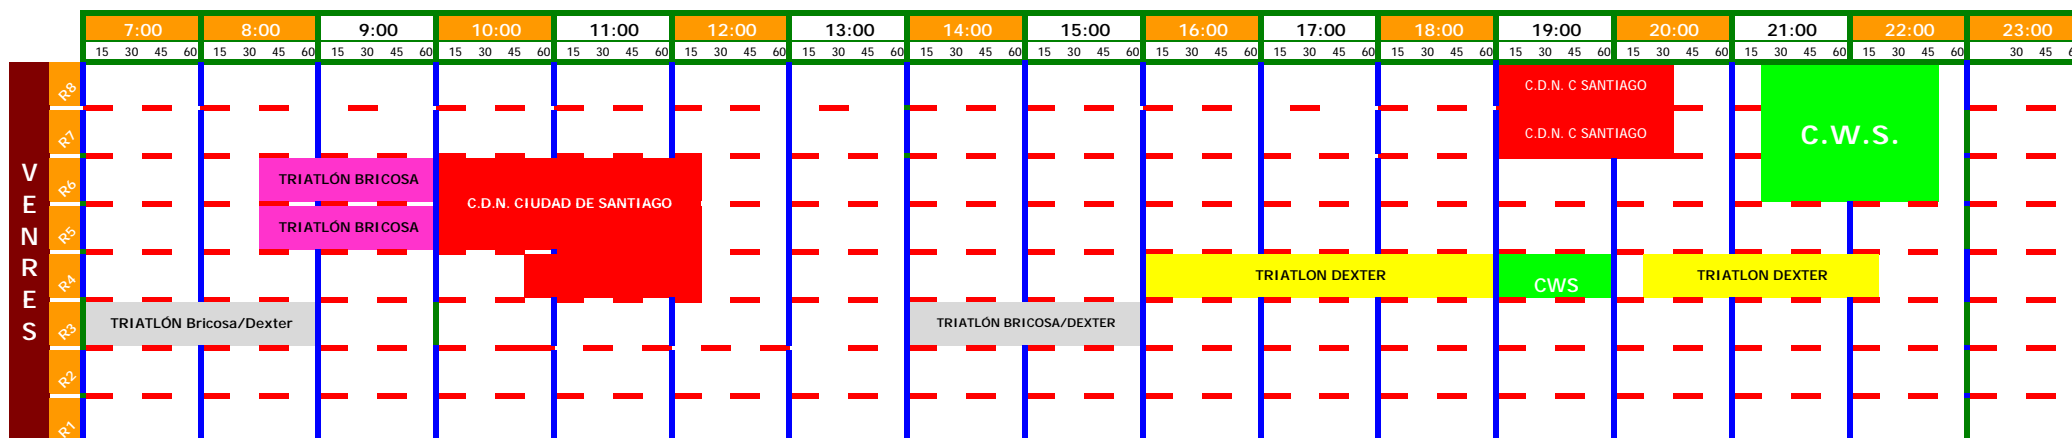 7:00 8:00 9:00 10:00 11:00 12:00 13:00 14:00 15:00 16:00 17:00 18:00 19:00 20:00 21:00 22:00 23:00
15 30 45 60 15 30 45 60 15 30 45 60 15 30 45 60 15 30 45 60 15 30 45 60 15 30 45 60 15 30 45 60 15 30 45 60 15 30 45 60 15 30 45 60 15 30 45 60 15 30 45 60 15 30 45 60 15 30 45 60 15 30 45 60 30 45
VENRES
R8 C.D.N. C SANTIAGO
R7 C.D.N. C SANTIAGO C.W.S.
R6 TRIATLÓN BRICOSA C.D.N. CIUDAD DE SANTIAGO
R5 TRIATLÓN BRICOSA
R4 TRIATLON DEXTER CWS TRIATLON DEXTER
R3 TRIATLÓN Bricosa/Dexter TRIATLÓN BRICOSA/DEXTER
R2
R1